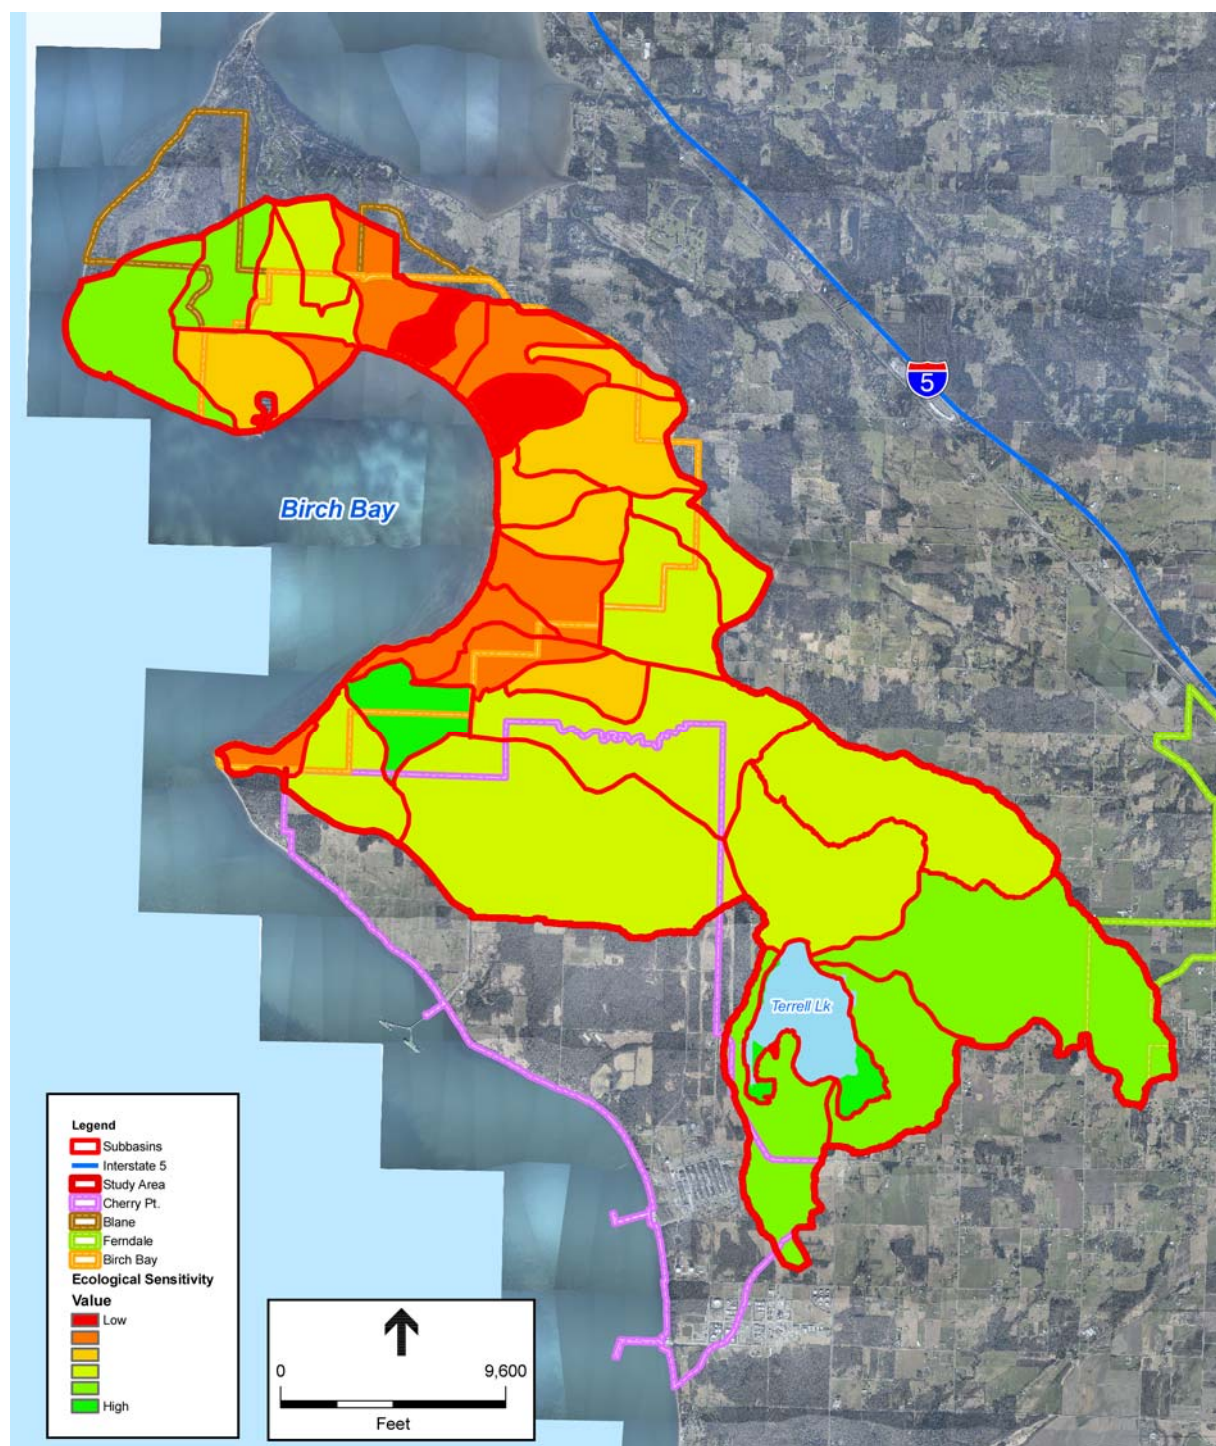 5
Birch Bay
Terrell Lk
Legend
Subbasins
Interstate 5
Study Area
Cherry Pt.
Blane
Ferndale
Birch Bay
Ecological Sensitivity
Value
Low
High
0 9,600
Feet